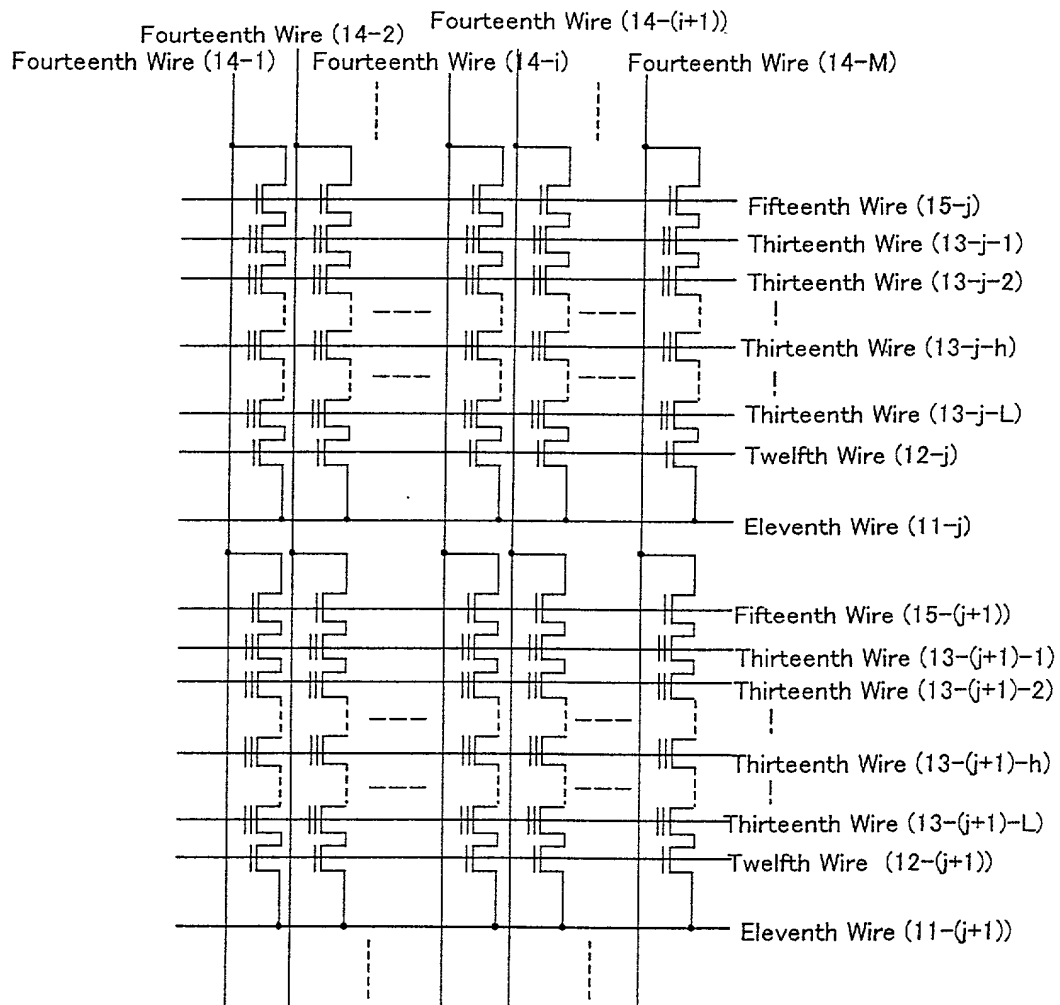 Fourteenth Wire (14-(i+1))
Fourteenth Wire (14-2)
Fourteenth Wire (14-1)
Fourteenth Wire (14-i)
Fourteenth Wire (14-M)
Fifteenth Wire (15-j)
Thirteenth Wire (13-j-1)
Thirteenth Wire (13-j-2)
Thirteenth Wire (13-j-h)
Thirteenth Wire (13-j-L)
Twelfth Wire (12-j)
Eleventh Wire (11-j)
Fifteenth Wire (15-(j+1))
Thirteenth Wire (13-(j+1)-1)
Thirteenth Wire (13-(j+1)-2)
Thirteenth Wire (13-(j+1)-h)
Thirteenth Wire (13-(j+1)-L)
Twelfth Wire (12-(j+1))
Eleventh Wire (11-(j+1))